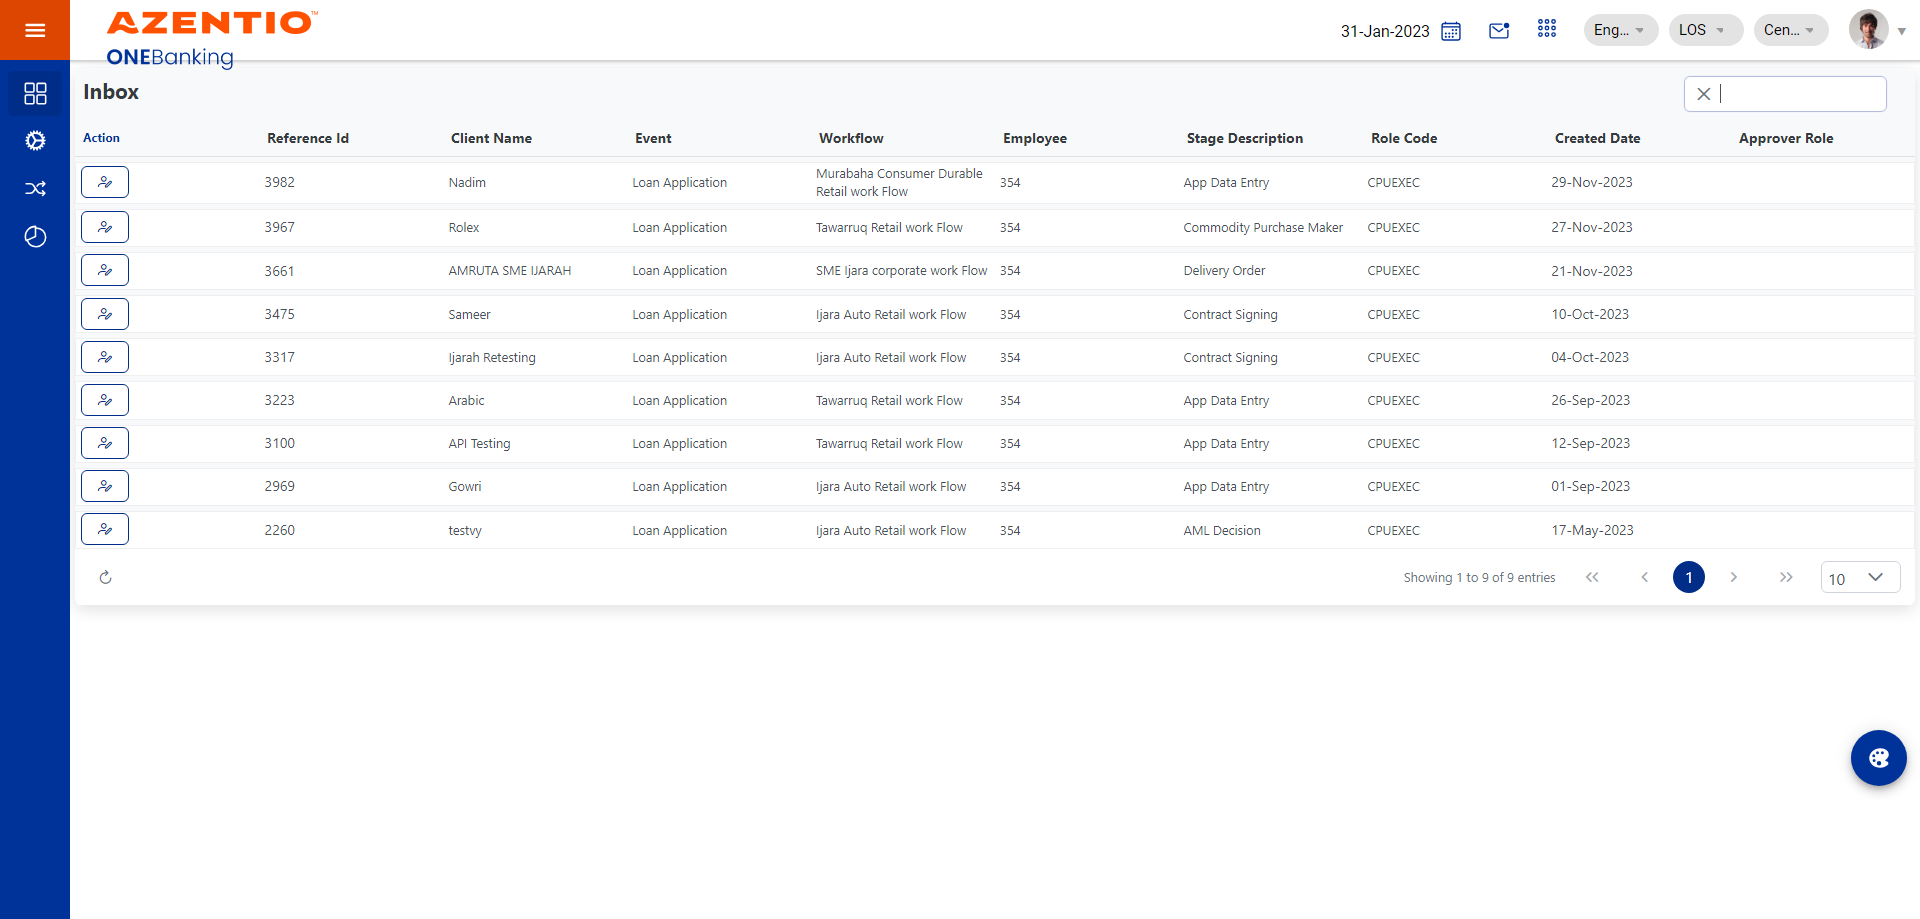 AZENTIO™
ONEBanking
31-Jan-2023 Eng... LOS Cen...
Inbox
Action Reference Id Client Name Event Workflow Employee Stage Description Role Code Created Date Approver Role
3982 Nadim Loan Application Murabaha Consumer Durable Retail work Flow 354 App Data Entry CPUEXEC 29-Nov-2023
3967 Rolex Loan Application Tawarruq Retail work Flow 354 Commodity Purchase Maker CPUEXEC 27-Nov-2023
3661 AMRUTA SME IJARAH Loan Application SME Ijara corporate work Flow 354 Delivery Order CPUEXEC 21-Nov-2023
3475 Sameer Loan Application Ijara Auto Retail work Flow 354 Contract Signing CPUEXEC 10-Oct-2023
3317 Ijarah Retesting Loan Application Ijara Auto Retail work Flow 354 Contract Signing CPUEXEC 04-Oct-2023
3223 Arabic Loan Application Tawarruq Retail work Flow 354 App Data Entry CPUEXEC 26-Sep-2023
3100 API Testing Loan Application Tawarruq Retail work Flow 354 App Data Entry CPUEXEC 12-Sep-2023
2969 Gowri Loan Application Ijara Auto Retail work Flow 354 App Data Entry CPUEXEC 01-Sep-2023
2260 testvy Loan Application Ijara Auto Retail work Flow 354 AML Decision CPUEXEC 17-May-2023
Showing 1 to 9 of 9 entries 1 10